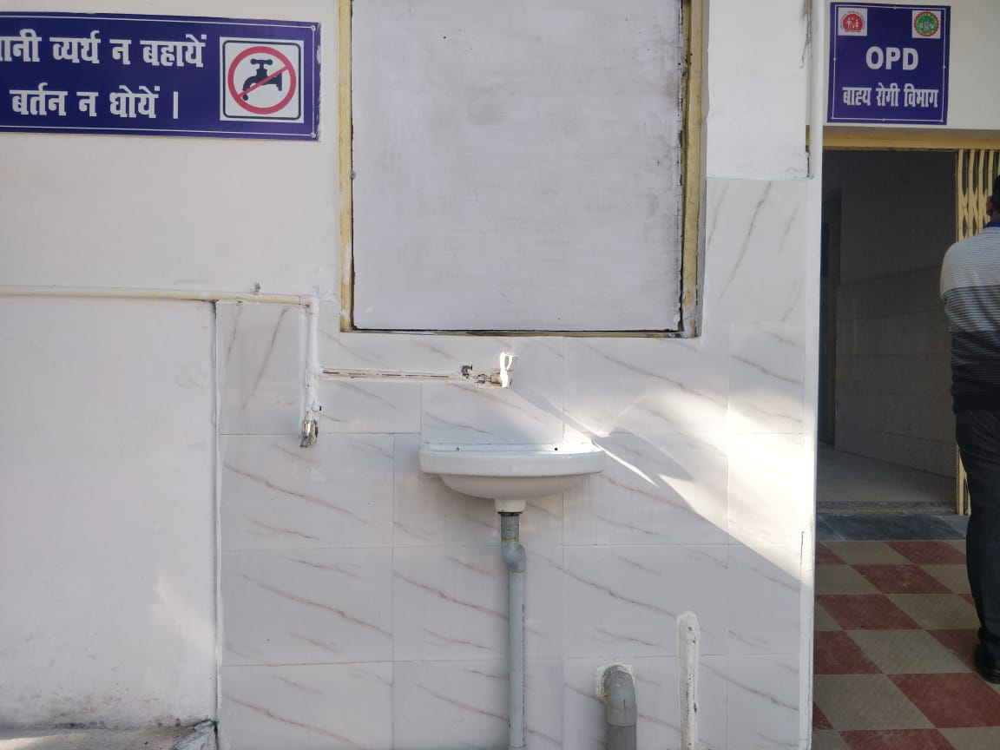 व्यर्थ न बहायें
बर्तन न धोयें ।
OPD
बाह्य रोगी विभाग